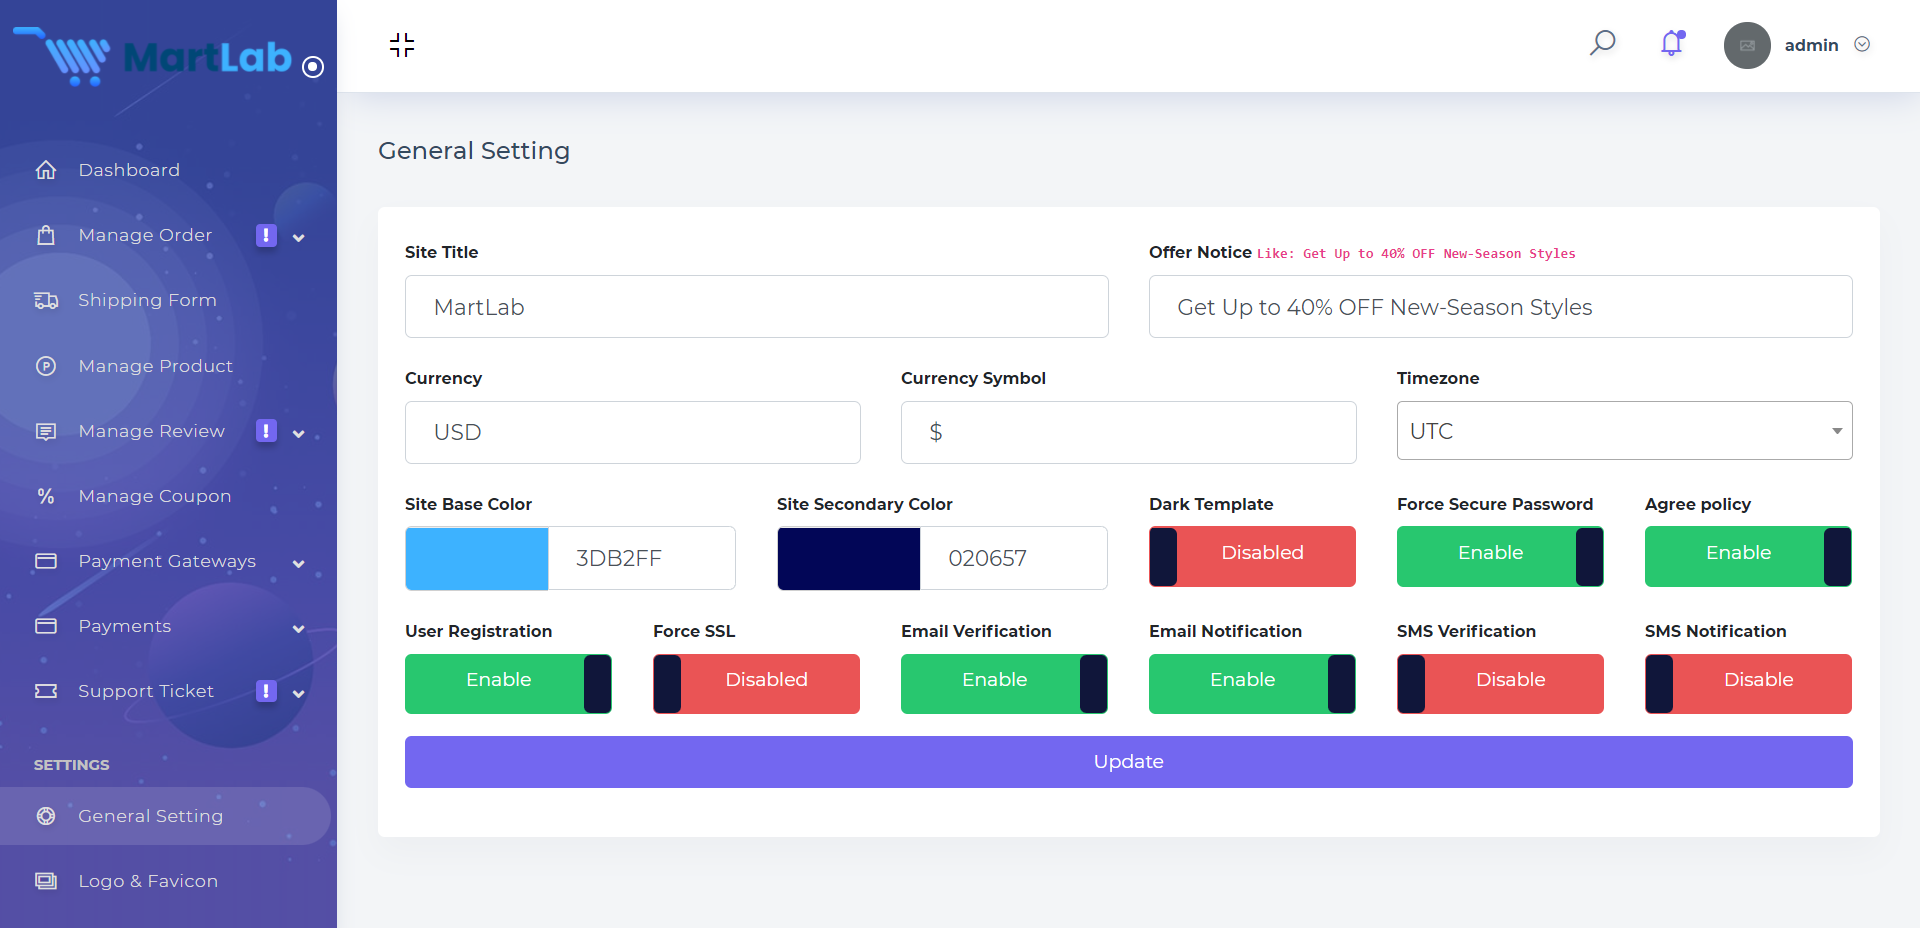 MartLab
admin
Dashboard
Manage Order
Shipping Form
Manage Product
Manage Review
Manage Coupon
Payment Gateways
Payments
Support Ticket
SETTINGS
General Setting
Logo & Favicon
General Setting
Site Title
MartLab
Offer Notice Like: Get Up to 40% OFF New-Season Styles
Get Up to 40% OFF New-Season Styles
Currency
USD
Currency Symbol
$
Timezone
UTC
Site Base Color
3DB2FF
Site Secondary Color
020657
Dark Template
Disabled
Force Secure Password
Enable
Agree policy
Enable
User Registration
Enable
Force SSL
Disabled
Email Verification
Enable
Email Notification
Enable
SMS Verification
Disable
SMS Notification
Disable
Update